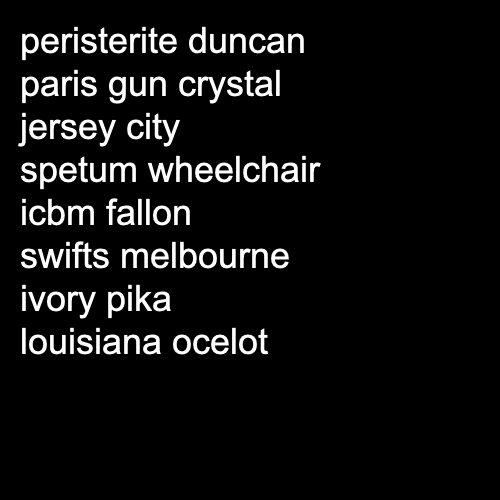 peristerite duncan
paris gun crystal
jersey city
spetum wheelchair
icbm fallon
swifts melbourne
ivory pika
louisiana ocelot